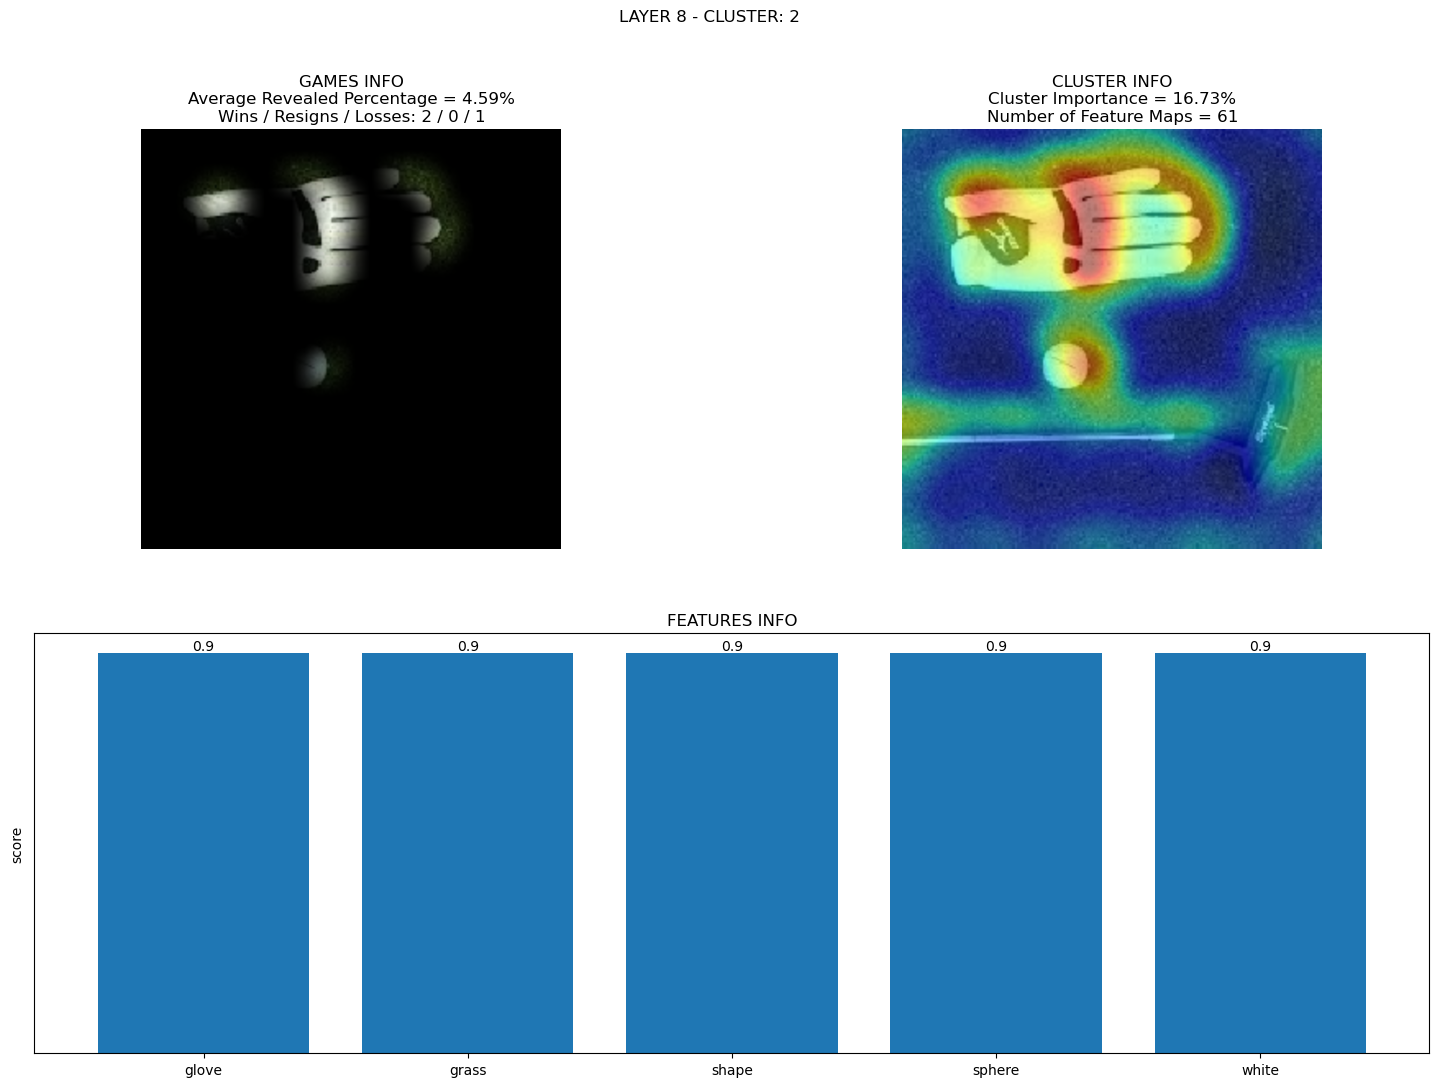 LAYER 8 - CLUSTER: 2
GAMES INFO
Average Revealed Percentage = 4.59%
Wins / Resigns / Losses: 2 / 0 / 1
CLUSTER INFO
Cluster Importance = 16.73%
Number of Feature Maps = 61
FEATURES INFO
score
0.9 0.9 0.9 0.9 0.9
glove grass shape sphere white